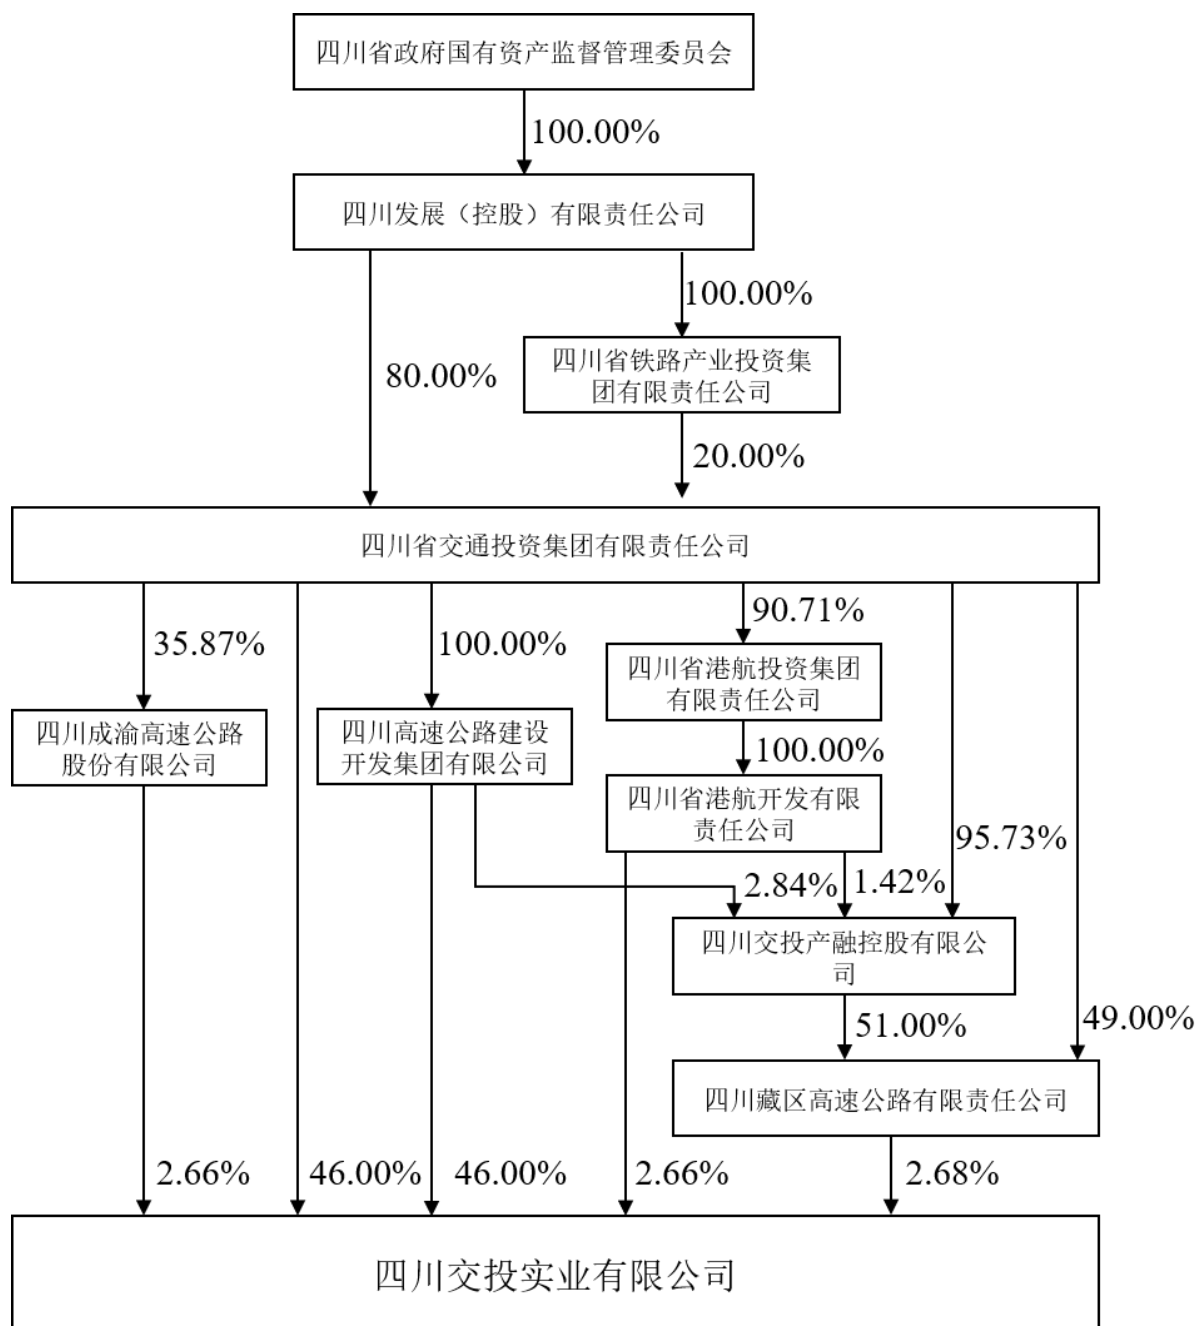 四川省政府国有资产监督管理委员会
100.00%
四川发展（控股）有限责任公司
100.00%
80.00%
四川省铁路产业投资集
团有限责任公司
20.00%
四川省交通投资集团有限责任公司
35.87%
100.00%
90.71%
四川省港航投资集团
有限责任公司
四川成渝高速公路
股份有限公司
四川高速公路建设
开发集团有限公司
100.00%
四川省港航开发有限
责任公司
95.73%
2.84%
1.42%
四川交投产融控股有限公
司
51.00%
49.00%
四川藏区高速公路有限责任公司
2.66%
46.00%
46.00%
2.66%
2.68%
四川交投实业有限公司